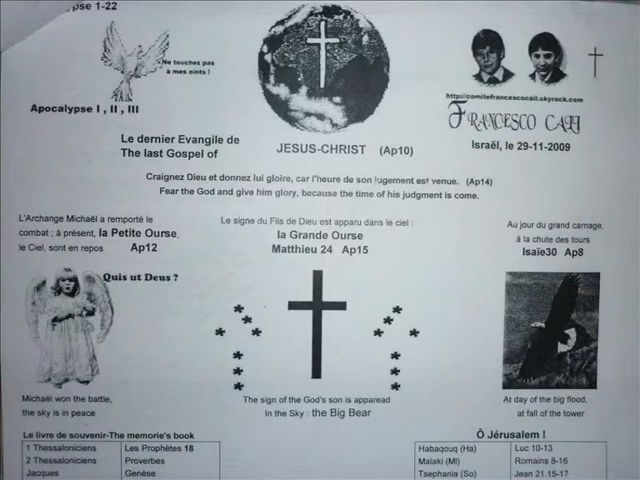 pse 1-22
Ne touchez pas
à mes oints !
Apocalypse I , II , III
http://comitefrancescocali.skyrock.com
FRANCESCO CALI
Israël, le 29-11-2009
Le dernier Evangile de
The last Gospel of
JESUS-CHRIST (Ap10)
Craignez Dieu et donnez lui gloire, car l'heure de son jugement est venue. (Ap14)
Fear the God and give him glory, because the time of his judgment is come.
L'Archange Michaël a remporté le
combat ; à présent, la Petite Ourse,
le Ciel, sont en repos Ap12
Quis ut Deus ?
Michaël won the battle,
the sky is in peace
Le signe du Fils de Dieu est apparu dans le ciel :
la Grande Ourse
Matthieu 24 Ap15
The sign of the God's son is apparead
In the Sky : the Big Bear
Au jour du grand carnage,
à la chute des tours
Isaïe30 Ap8
At day of the big flood,
at fall of the tower
Le livre de souvenir-The memorie's book
1 Thessaloniciens Les Prophètes 18
2 Thessaloniciens Proverbes
Jacques Genèse
Ô Jérusalem !
Habaqouq (Ha) Luc 10-13
Malaki (Ml) Romains 8-16
Tsephania (So) Jean 21.15-17